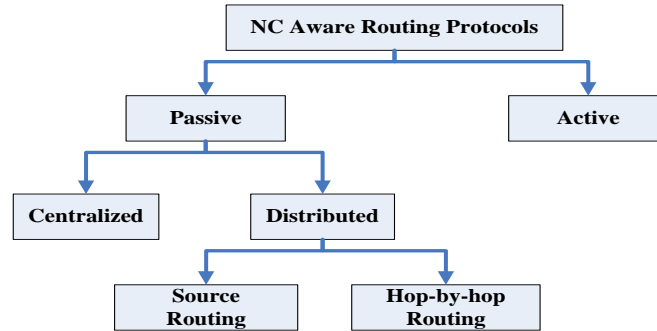 NC Aware Routing Protocols
Passive
Active
Centralized
Distributed
Source
Routing
Hop-by-hop
Routing